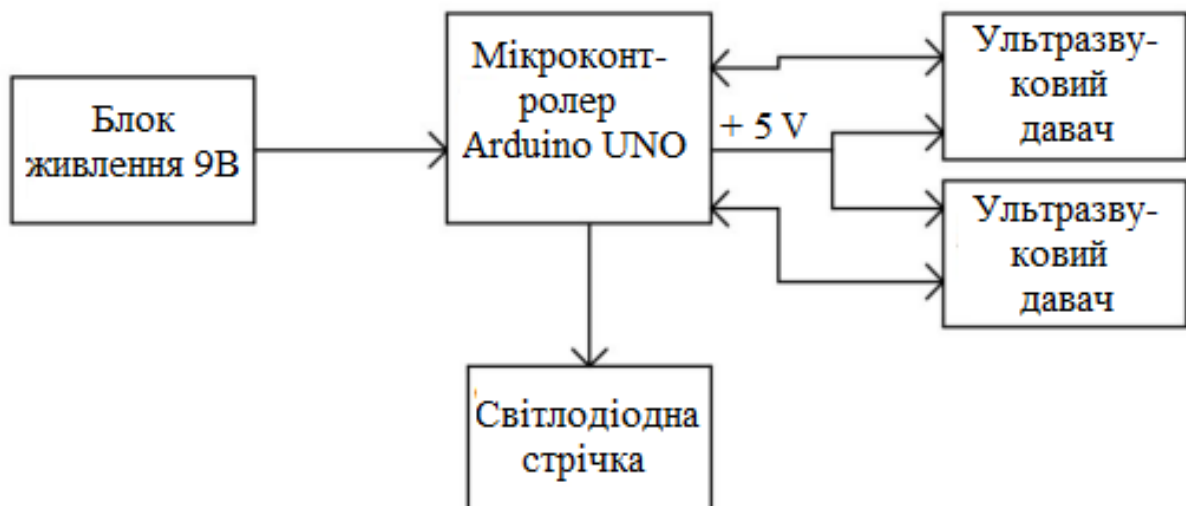 Блок
живлення 9В
Мікроконт-
ролер
Arduino UNO
+ 5 V
Ультразву-
ковий
давач
Ультразву-
ковий
давач
Світлодіодна
стрічка